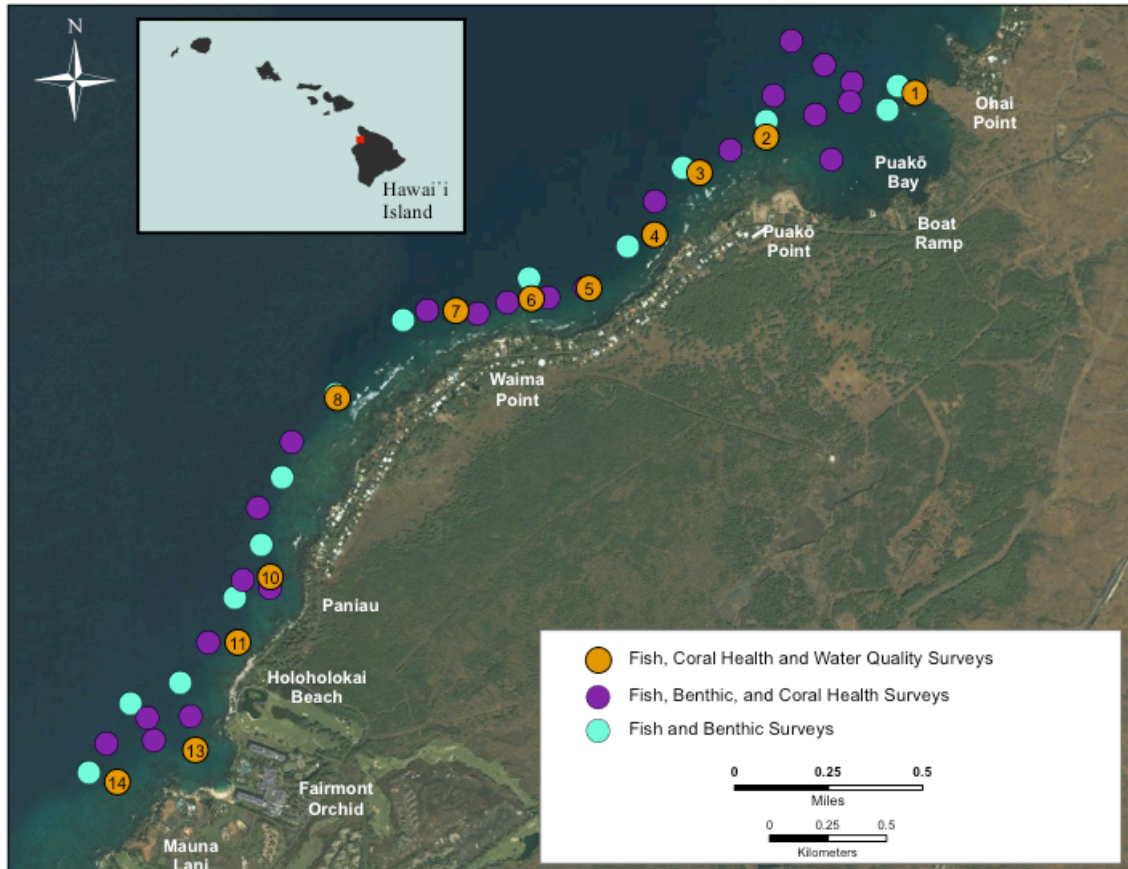 N
Hawai'i
Island
1
Ohai
Point
2
Puakō
Bay
3
Boat
Ramp
Puakō
Point
4
5
6
7
Waima
Point
8
10
Paniau
11
Holoholokai
Beach
13
14
Fairmont
Orchid
Mauna
Lani
Fish, Coral Health and Water Quality Surveys
Fish, Benthic, and Coral Health Surveys
Fish and Benthic Surveys
0 0.25 0.5
Miles
0 0.25 0.5
Kilometers